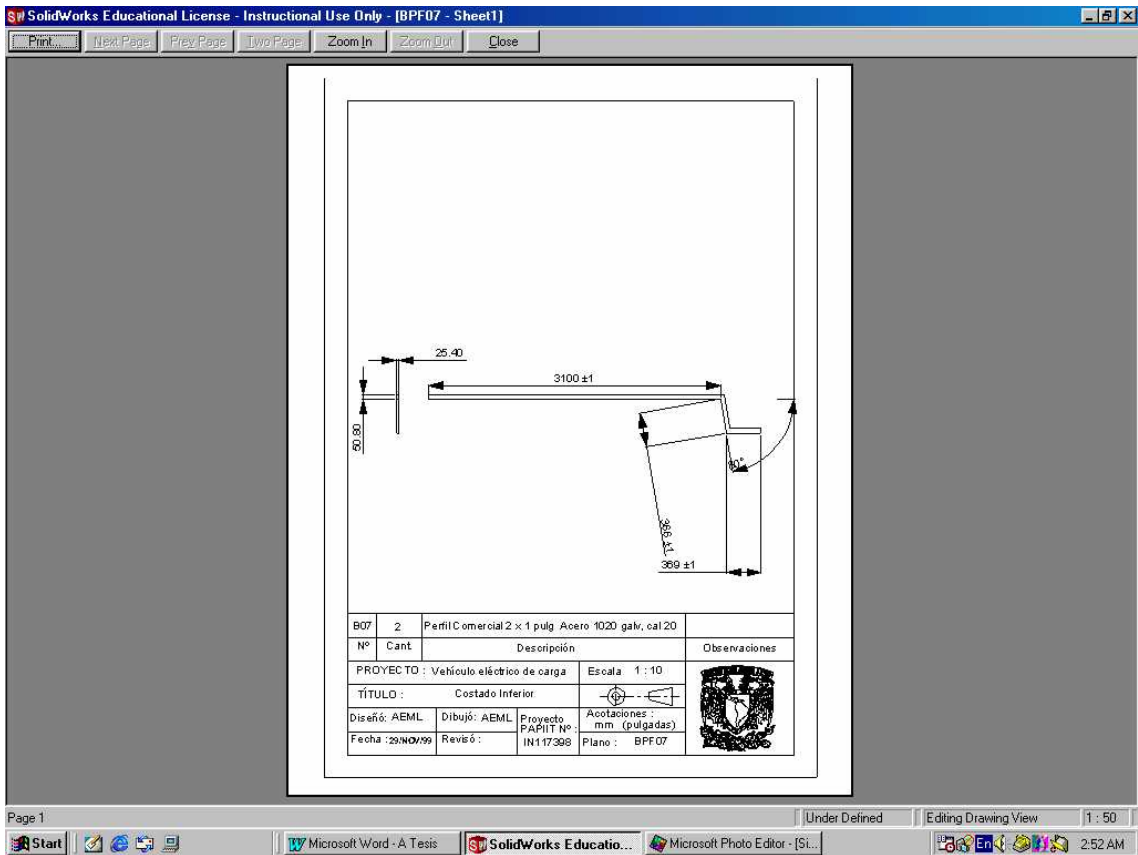 SolidWorks Educational License - Instructional Use Only - [BPF07 - Sheet1]
Print... Next Page Prev Page Two Page Zoom In Zoom Out Close
25.40
3100 ±1
50.80
80°
366 ±1
369 ±1
B07 2 Perfil Comercial 2 x 1 pulg Acero 1020 galv, cal 20
Nº Cant Descripción Observaciones
PROYECTO : Vehículo eléctrico de carga Escala 1 : 10
TÍTULO : Costado Inferior
Diseñó: AEML Dibujó: AEML Proyecto PAPIIT Nº : IN117398 Acotaciones : mm (pulgadas)
Fecha : 29/NOV/99 Revisó : Plano : BPF07
Page 1 Under Defined Editing Drawing View 1 : 50
Start Microsoft Word - A Tesis SolidWorks Educatio... Microsoft Photo Editor - [Si... En 2:52 AM